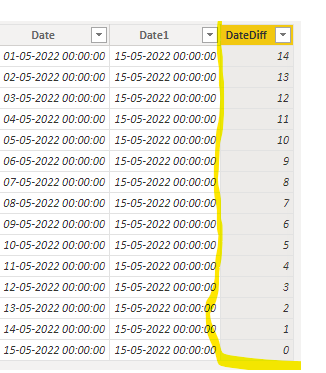 Date Date1 DateDiff
01-05-2022 00:00:00 15-05-2022 00:00:00 14
02-05-2022 00:00:00 15-05-2022 00:00:00 13
03-05-2022 00:00:00 15-05-2022 00:00:00 12
04-05-2022 00:00:00 15-05-2022 00:00:00 11
05-05-2022 00:00:00 15-05-2022 00:00:00 10
06-05-2022 00:00:00 15-05-2022 00:00:00 9
07-05-2022 00:00:00 15-05-2022 00:00:00 8
08-05-2022 00:00:00 15-05-2022 00:00:00 7
09-05-2022 00:00:00 15-05-2022 00:00:00 6
10-05-2022 00:00:00 15-05-2022 00:00:00 5
11-05-2022 00:00:00 15-05-2022 00:00:00 4
12-05-2022 00:00:00 15-05-2022 00:00:00 3
13-05-2022 00:00:00 15-05-2022 00:00:00 2
14-05-2022 00:00:00 15-05-2022 00:00:00 1
15-05-2022 00:00:00 15-05-2022 00:00:00 0